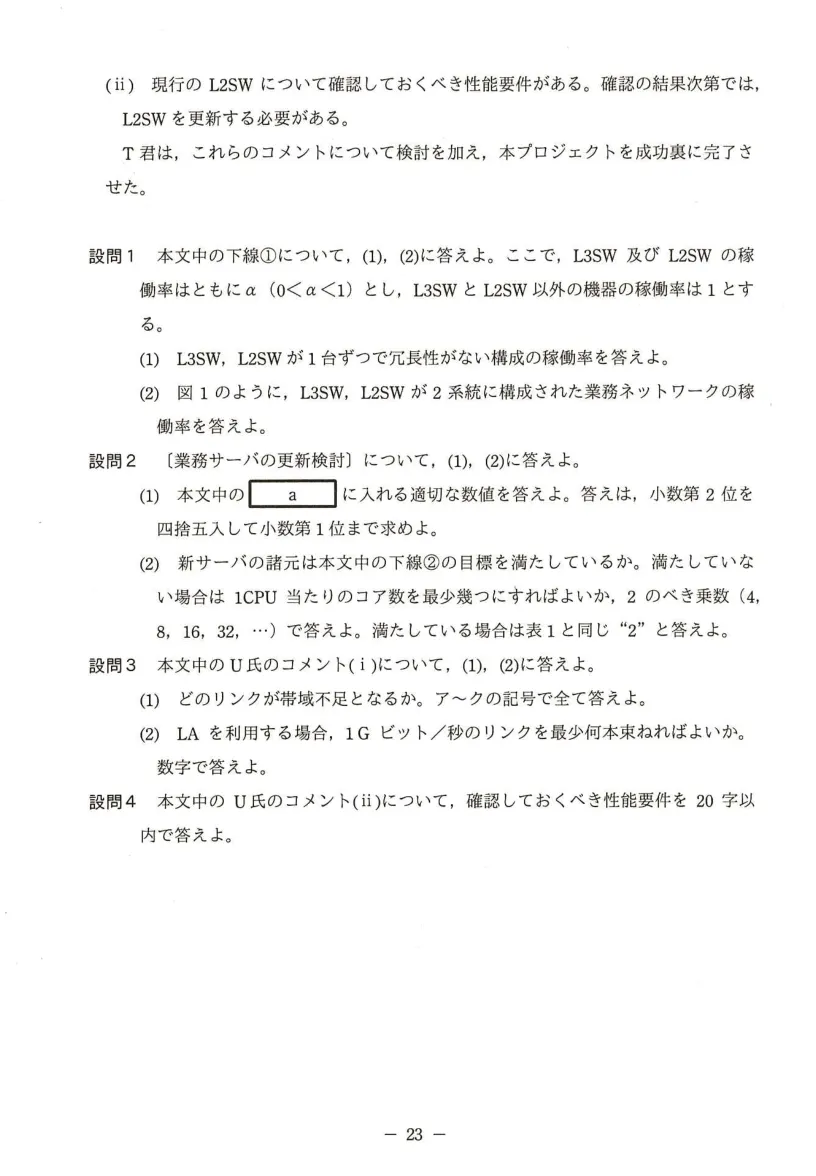 (ⅱ) 現行の L2SW について確認しておくべき性能要件がある。確認の結果次第では，
L2SW を更新する必要がある。
T 君は，これらのコメントについて検討を加え，本プロジェクトを成功裏に完了さ
せた。
設問1 本文中の下線①について，(1)，(2)に答えよ。ここで，L3SW 及び L2SW の稼
働率はともにα（0＜α＜1）とし，L3SW と L2SW 以外の機器の稼働率は 1 とす
る。
(1) L3SW，L2SW が 1 台ずつで冗長性がない構成の稼働率を答えよ。
(2) 図 1 のように，L3SW，L2SW が 2 系統に構成された業務ネットワークの稼
働率を答えよ。
設問2 〔業務サーバの更新検討〕について，(1)，(2)に答えよ。
(1) 本文中の a に入れる適切な数値を答えよ。答えは，小数第 2 位を
四捨五入して小数第 1 位まで求めよ。
(2) 新サーバの諸元は本文中の下線②の目標を満たしているか。満たしていな
い場合は 1CPU 当たりのコア数を最少幾つにすればよいか，2 のべき乗数（4，
8，16，32，…）で答えよ。満たしている場合は表 1 と同じ “2” と答えよ。
設問3 本文中の U 氏のコメント(ⅰ)について，(1)，(2)に答えよ。
(1) どのリンクが帯域不足となるか。ア～クの記号で全て答えよ。
(2) LA を利用する場合，1G ビット／秒のリンクを最少何本束ねればよいか。
数字で答えよ。
設問4 本文中の U 氏のコメント(ⅱ)について，確認しておくべき性能要件を 20 字以
内で答えよ。
－ 23 －